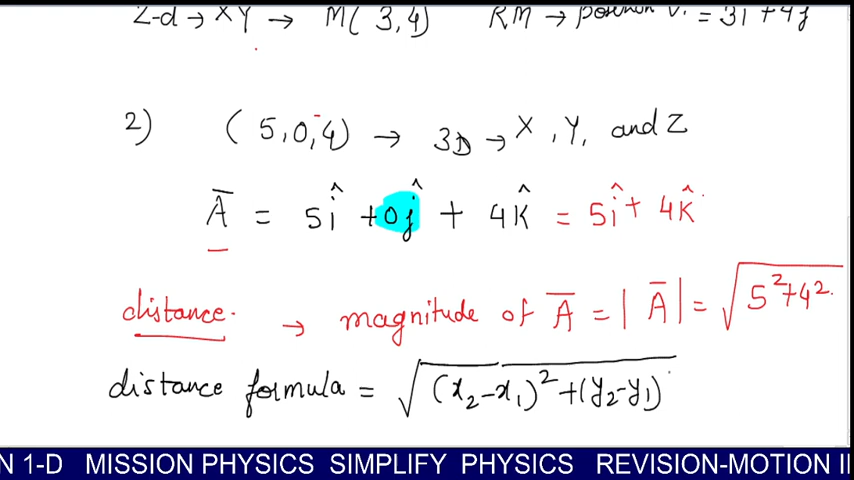 2-d → XY → M( 3,4) RM → position v. = 3i + 4j
2) ( 5,0,4) → 3D → X , Y, and Z
A̅ = 5î + 0ĵ + 4K̂ = 5î + 4K̂
distance. → magnitude of A̅ = | A̅ | = √5²+4².
distance formula = √(x₂-x₁)²+(y₂-y₁)
N 1-D MISSION PHYSICS SIMPLIFY PHYSICS REVISION-MOTION I